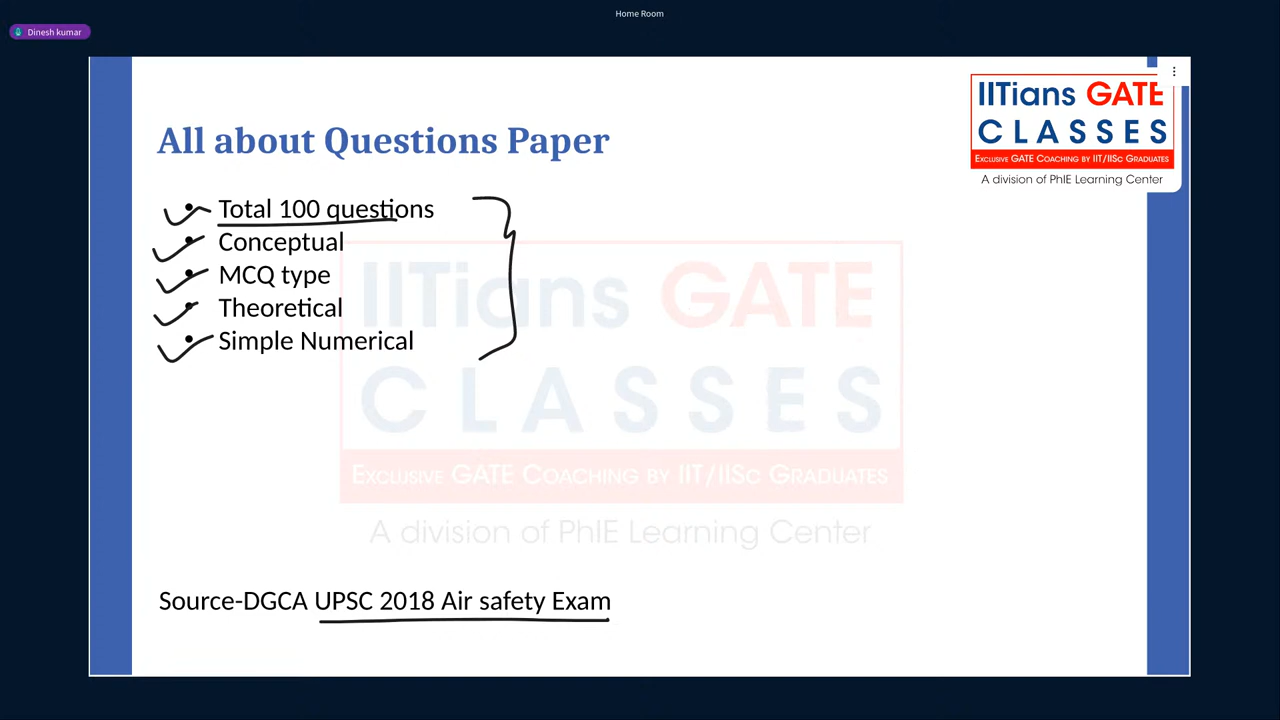 Home Room
Dinesh kumar
IITians GATE
CLASSES
EXCLUSIVE GATE COACHING BY IIT/IISC GRADUATES
A division of PhIE Learning Center
All about Questions Paper
• Total 100 questions
• Conceptual
• MCQ type
• Theoretical
• Simple Numerical
IITians GATE
CLASSES
EXCLUSIVE GATE COACHING BY IIT/IISc GRADUATES
A division of PhIE Learning Center
Source-DGCA UPSC 2018 Air safety Exam